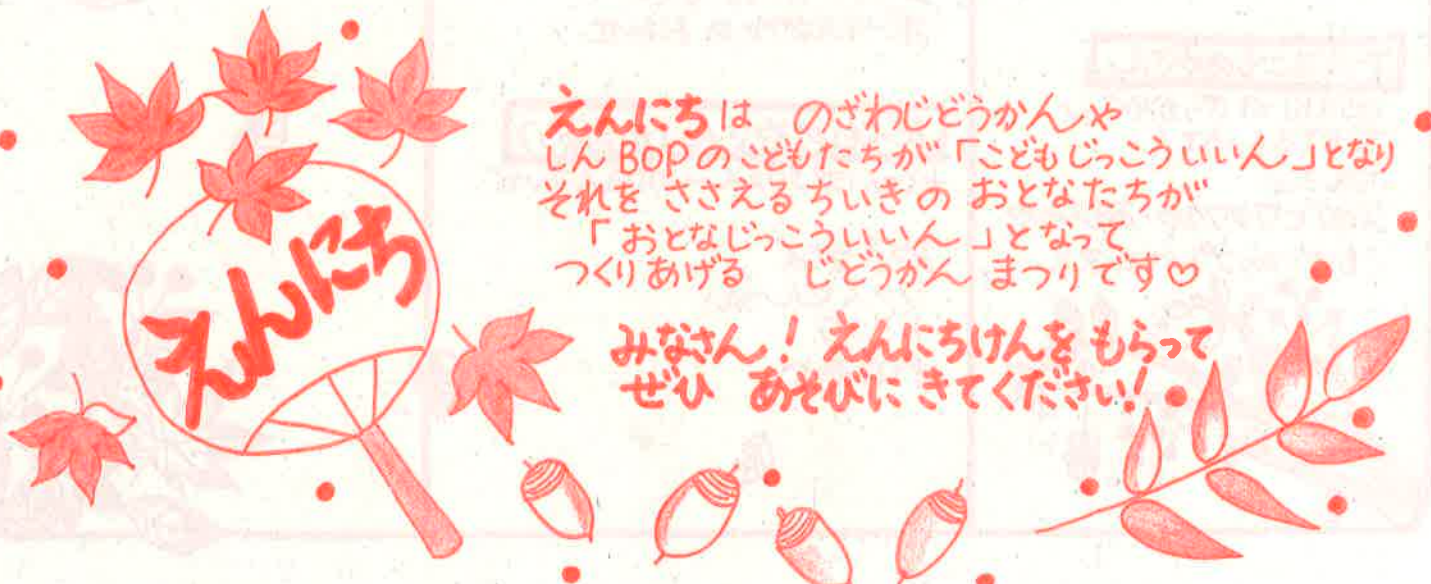 えんにち
えんにちは のざわじどうかんや
しんBOPのこどもたちが「こどもじっこういいん」となり
それを ささえるちいきの おとなたちが
「おとなじっこういいん」となって
つくりあげる じどうかん まつりです♡
みなさん！ えんにちけんを もらって
ぜひ あそびに きてください！